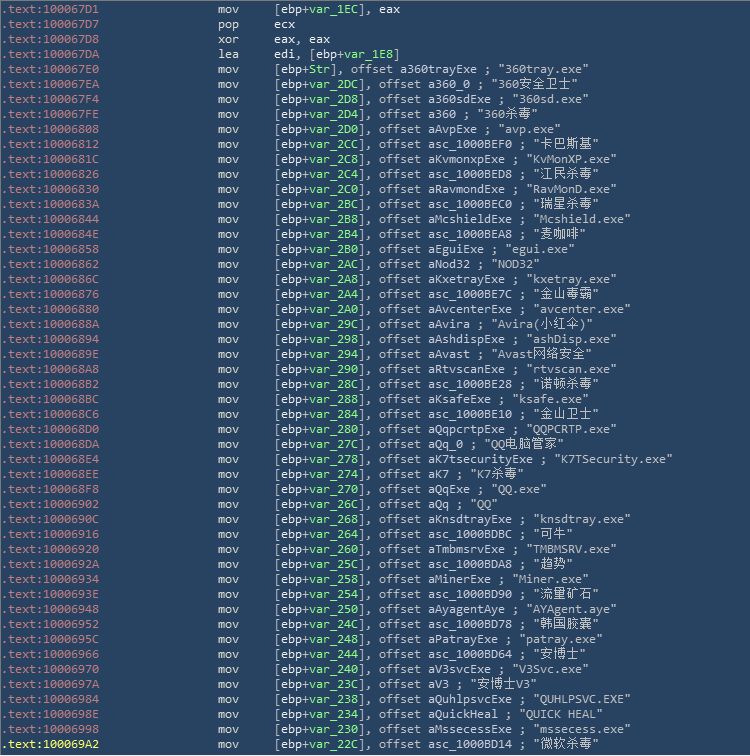 .text:100067D1 mov [ebp+var_1EC], eax
.text:100067D7 pop ecx
.text:100067D8 xor eax, eax
.text:100067DA lea edi, [ebp+var_1E8]
.text:100067E0 mov [ebp+Str], offset a360trayExe ; "360tray.exe"
.text:100067EA mov [ebp+var_2DC], offset a360_0 ; "360安全卫士"
.text:100067F4 mov [ebp+var_2D8], offset a360sdExe ; "360sd.exe"
.text:100067FE mov [ebp+var_2D4], offset a360 ; "360杀毒"
.text:10006808 mov [ebp+var_2D0], offset aAvpExe ; "avp.exe"
.text:10006812 mov [ebp+var_2CC], offset asc_1000BEF0 ; "卡巴斯基"
.text:1000681C mov [ebp+var_2C8], offset aKvmonxpExe ; "KvMonXP.exe"
.text:10006826 mov [ebp+var_2C4], offset asc_1000BED8 ; "江民杀毒"
.text:10006830 mov [ebp+var_2C0], offset aRavmondExe ; "RavMonD.exe"
.text:1000683A mov [ebp+var_2BC], offset asc_1000BEC0 ; "瑞星杀毒"
.text:10006844 mov [ebp+var_2B8], offset aMcshieldExe ; "Mcshield.exe"
.text:1000684E mov [ebp+var_2B4], offset asc_1000BEA8 ; "麦咖啡"
.text:10006858 mov [ebp+var_2B0], offset aEguiExe ; "egui.exe"
.text:10006862 mov [ebp+var_2AC], offset aNod32 ; "NOD32"
.text:1000686C mov [ebp+var_2A8], offset aKxetrayExe ; "kxetray.exe"
.text:10006876 mov [ebp+var_2A4], offset asc_1000BE7C ; "金山毒霸"
.text:10006880 mov [ebp+var_2A0], offset aAvcenterExe ; "avcenter.exe"
.text:1000688A mov [ebp+var_29C], offset aAvira ; "Avira(小红伞)"
.text:10006894 mov [ebp+var_298], offset aAshdispExe ; "ashDisp.exe"
.text:1000689E mov [ebp+var_294], offset aAvast ; "Avast网络安全"
.text:100068A8 mov [ebp+var_290], offset aRtvscanExe ; "rtvscan.exe"
.text:100068B2 mov [ebp+var_28C], offset asc_1000BE28 ; "诺顿杀毒"
.text:100068BC mov [ebp+var_288], offset aKsafeExe ; "ksafe.exe"
.text:100068C6 mov [ebp+var_284], offset asc_1000BE10 ; "金山卫士"
.text:100068D0 mov [ebp+var_280], offset aQqpcrtpExe ; "QQPCRTP.exe"
.text:100068DA mov [ebp+var_27C], offset aQq_0 ; "QQ电脑管家"
.text:100068E4 mov [ebp+var_278], offset aK7tsecurityExe ; "K7TSecurity.exe"
.text:100068EE mov [ebp+var_274], offset aK7 ; "K7杀毒"
.text:100068F8 mov [ebp+var_270], offset aQqExe ; "QQ.exe"
.text:10006902 mov [ebp+var_26C], offset aQq ; "QQ"
.text:1000690C mov [ebp+var_268], offset aKnsdtrayExe ; "knsdtray.exe"
.text:10006916 mov [ebp+var_264], offset asc_1000BDBC ; "可牛"
.text:10006920 mov [ebp+var_260], offset aTmbmsrvExe ; "TMBMSRV.exe"
.text:1000692A mov [ebp+var_25C], offset asc_1000BDA8 ; "趋势"
.text:10006934 mov [ebp+var_258], offset aMinerExe ; "Miner.exe"
.text:1000693E mov [ebp+var_254], offset asc_1000BD90 ; "流量矿石"
.text:10006948 mov [ebp+var_250], offset aAyagentAye ; "AYAgent.aye"
.text:10006952 mov [ebp+var_24C], offset asc_1000BD78 ; "韩国胶囊"
.text:1000695C mov [ebp+var_248], offset aPatrayExe ; "patray.exe"
.text:10006966 mov [ebp+var_244], offset asc_1000BD64 ; "安博士"
.text:10006970 mov [ebp+var_240], offset aV3svcExe ; "V3Svc.exe"
.text:1000697A mov [ebp+var_23C], offset aV3 ; "安博士V3"
.text:10006984 mov [ebp+var_238], offset aQuhlpsvcExe ; "QUHLPSVC.EXE"
.text:1000698E mov [ebp+var_234], offset aQuickHeal ; "QUICK HEAL"
.text:10006998 mov [ebp+var_230], offset aMssecessExe ; "mssecess.exe"
.text:100069A2 mov [ebp+var_22C], offset asc_1000BD14 ; "微软杀毒"